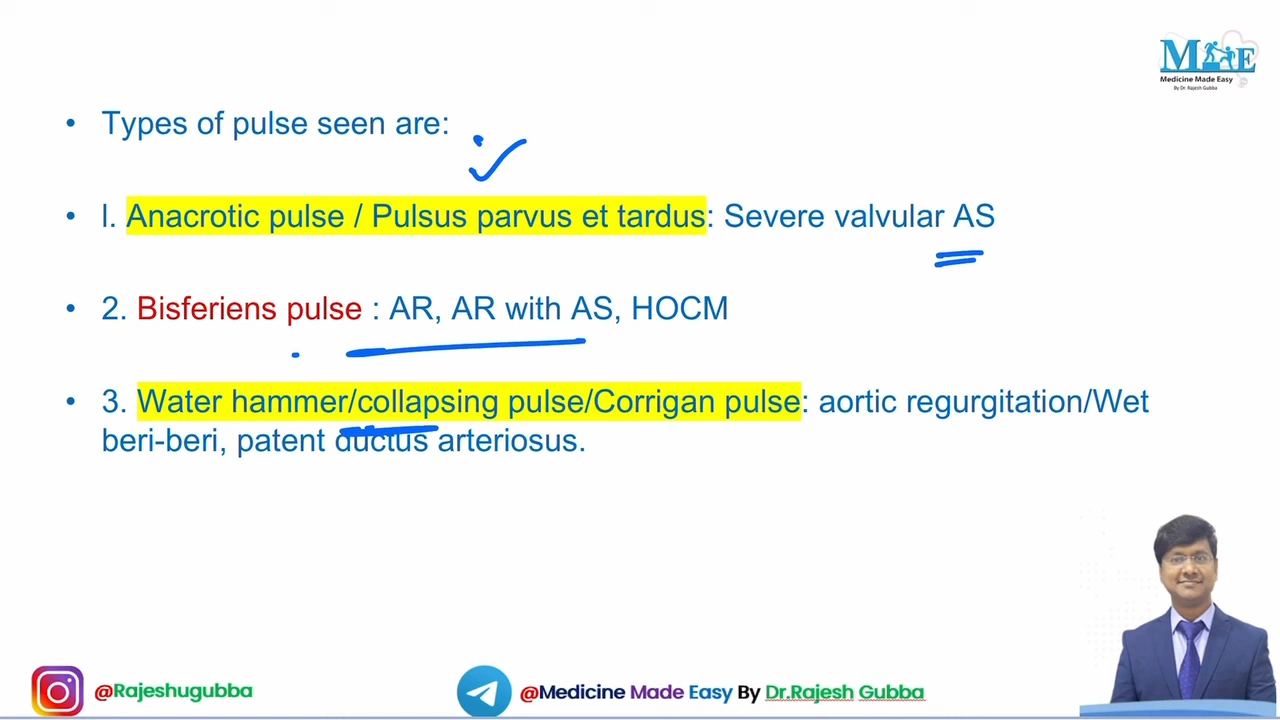 M E
Medicine Made Easy
By Dr. Rajesh Gubba
• Types of pulse seen are:
• l. Anacrotic pulse / Pulsus parvus et tardus: Severe valvular AS
• 2. Bisferiens pulse : AR, AR with AS, HOCM
• 3. Water hammer/collapsing pulse/Corrigan pulse: aortic regurgitation/Wet
beri-beri, patent ductus arteriosus.
@Rajeshugubba
@Medicine Made Easy By Dr.Rajesh Gubba